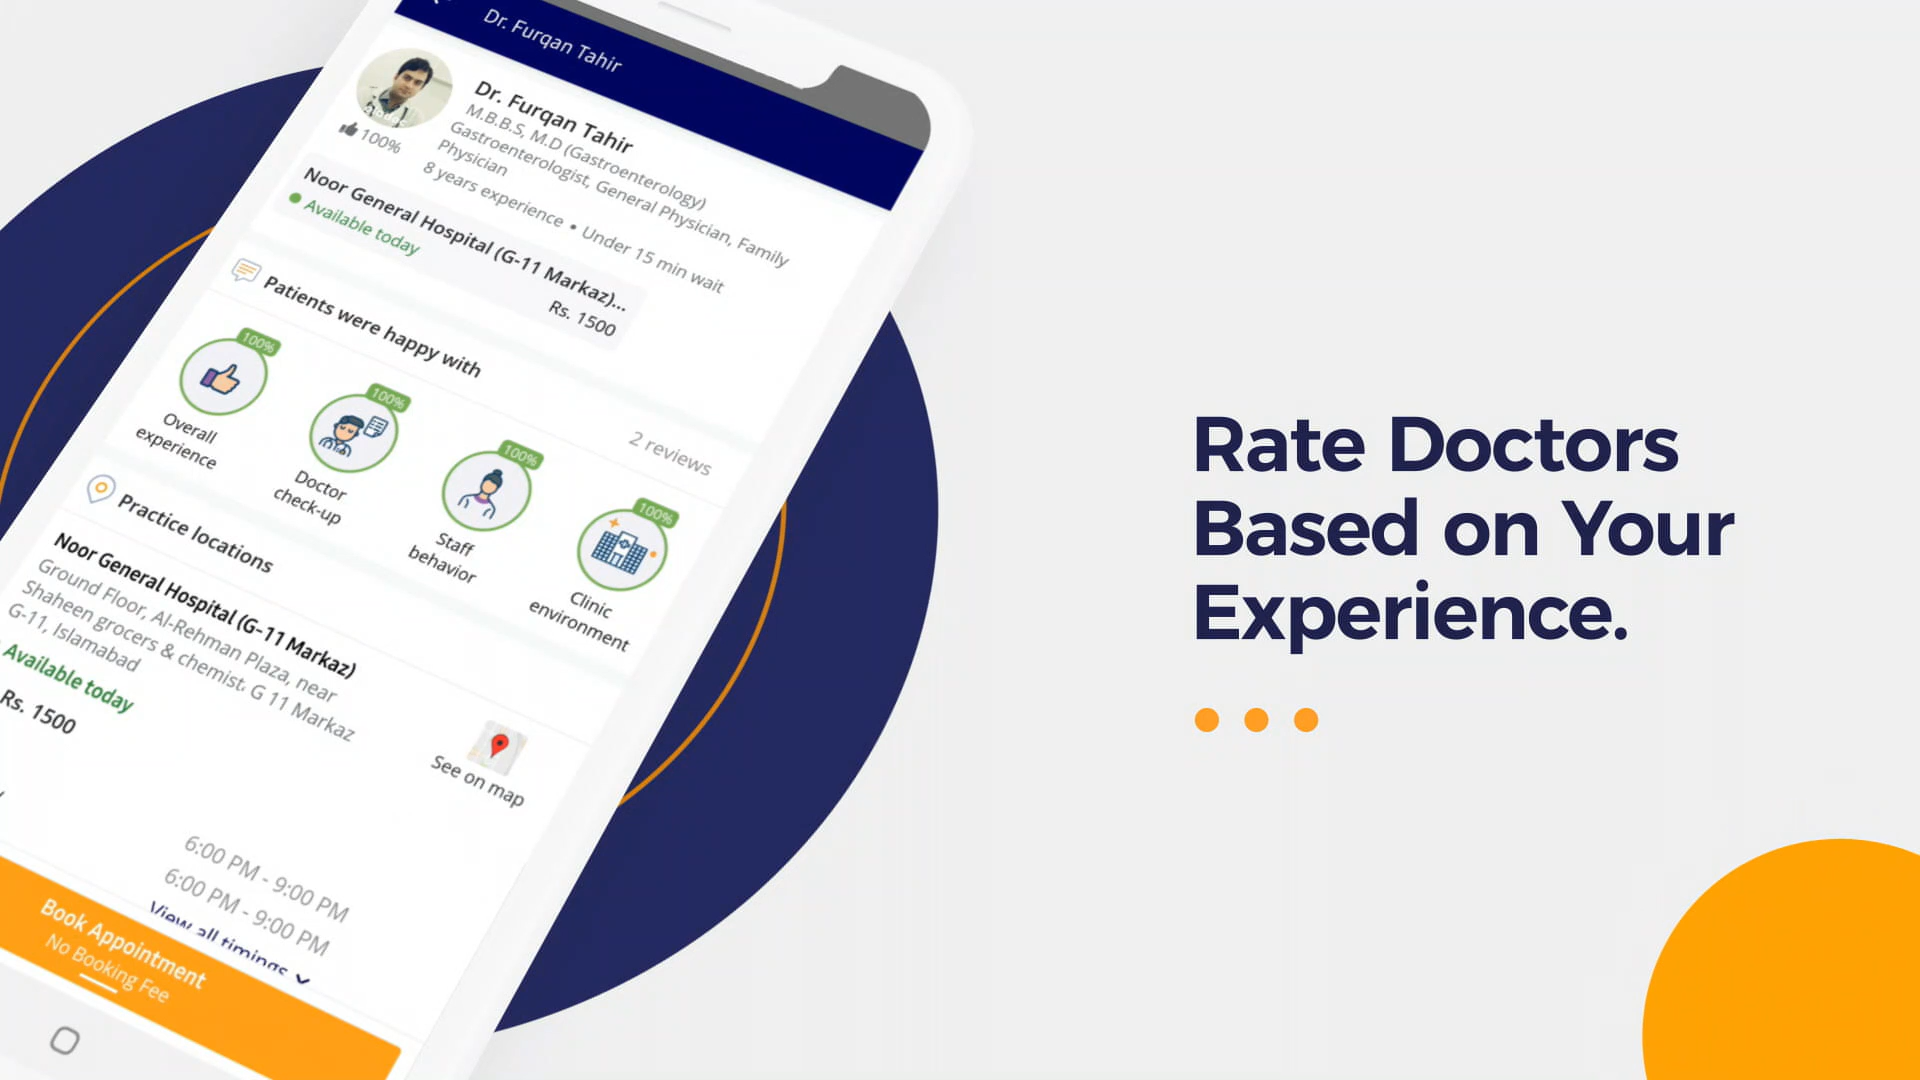 Dr. Furqan Tahir
Dr. Furqan Tahir
M.B.B.S, M.D (Gastroenterology)
Gastroenterologist, General Physician, Family
Physician
8 years experience • Under 15 min wait
100%
Noor General Hospital (G-11 Markaz)...
Available today
Rs. 1500
Patients were happy with
2 reviews
100%
Overall
experience
100%
Doctor
check-up
100%
Staff
behavior
100%
Clinic
environment
Practice locations
Noor General Hospital (G-11 Markaz)
Ground Floor, Al-Rehman Plaza, near
Shaheen grocers & chemist, G 11 Markaz
G-11, Islamabad
Available today
Rs. 1500
See on map
6:00 PM - 9:00 PM
6:00 PM - 9:00 PM
View all timings
Book Appointment
No Booking Fee
Rate Doctors
Based on Your
Experience.